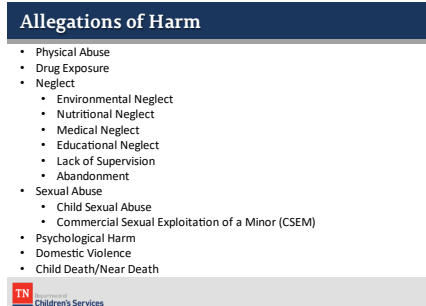 Allegations of Harm
• Physical Abuse
• Drug Exposure
• Neglect
• Environmental Neglect
• Nutritional Neglect
• Medical Neglect
• Educational Neglect
• Lack of Supervision
• Abandonment
• Sexual Abuse
• Child Sexual Abuse
• Commercial Sexual Exploitation of a Minor (CSEM)
• Psychological Harm
• Domestic Violence
• Child Death/Near Death
TN
Department of
Children's Services